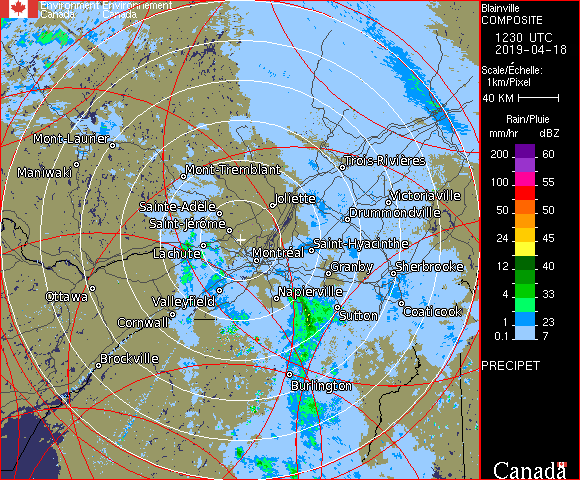 Environment Environnement
Canada Canada
Mont-Laurier
Maniwaki
Mont-Tremblant
Trois-Rivières
Sainte-Adèle
Joliette
Victoriaville
Drummondville
Saint-Jérôme
Lachute
Montréal
Saint-Hyacinthe
Granby
Sherbrooke
Ottawa
Valleyfield
Napierville
Coaticook
Cornwall
Sutton
Brockville
Burlington
Blainville
COMPOSITE
1230 UTC
2019-04-18
Scale/Échelle:
1km/Pixel
40 KM
Rain/Pluie
mm/hr dBZ
200 60
150 57
100 55
50 50
24 45
12 40
4 33
1 23
0.1 7
PRECIPET
Canada